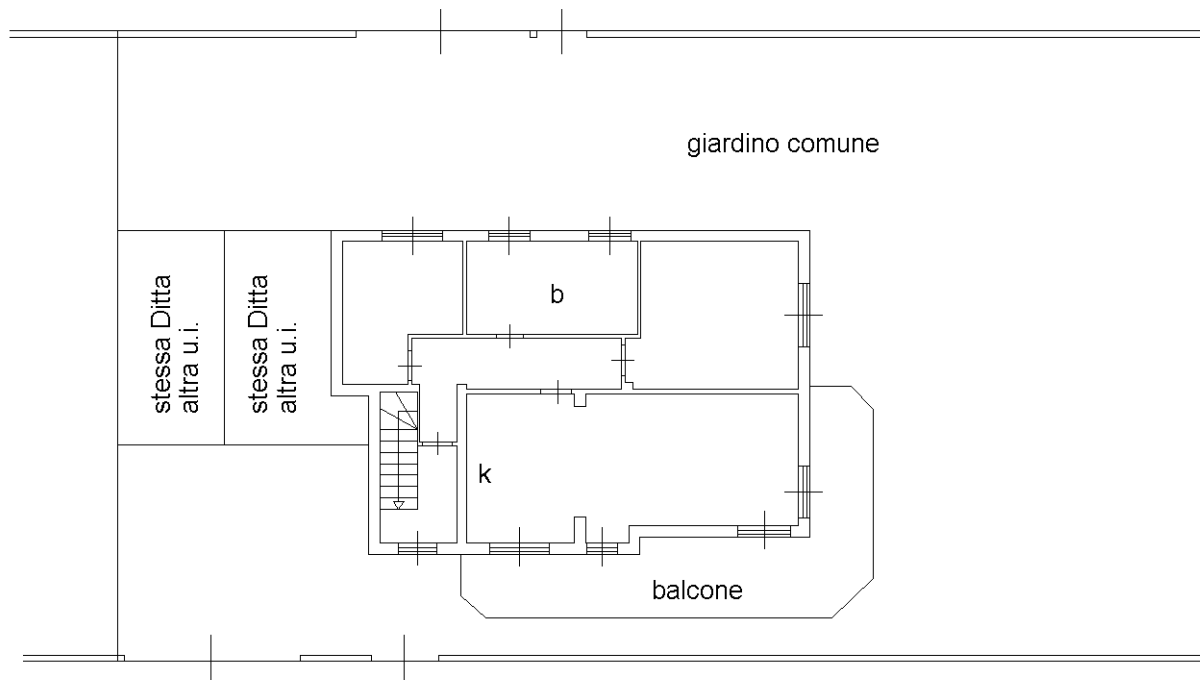 giardino comune
stessa Ditta
altra u.i.
stessa Ditta
altra u.i.
b
k
balcone